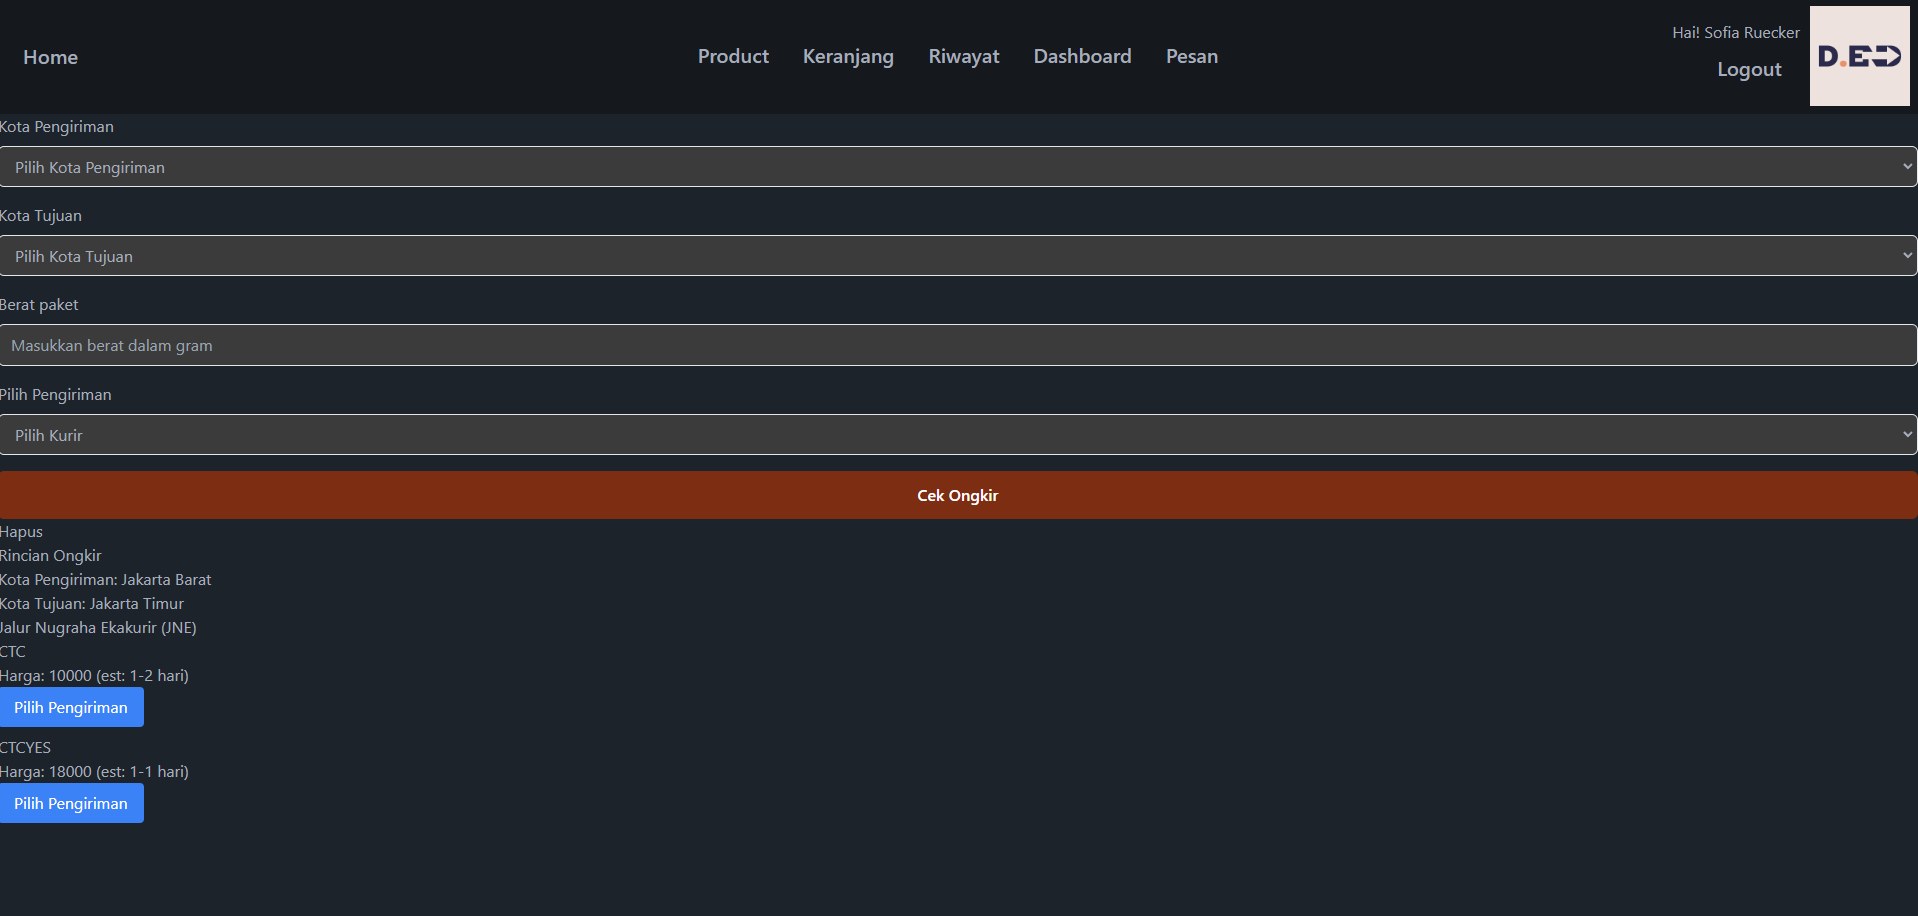 Home
Product
Keranjang
Riwayat
Dashboard
Pesan
Hai! Sofia Ruecker
Logout
D.ED
Kota Pengiriman
Pilih Kota Pengiriman
Kota Tujuan
Pilih Kota Tujuan
Berat paket
Masukkan berat dalam gram
Pilih Pengiriman
Pilih Kurir
Cek Ongkir
Hapus
Rincian Ongkir
Kota Pengiriman: Jakarta Barat
Kota Tujuan: Jakarta Timur
Jalur Nugraha Ekakurir (JNE)
CTC
Harga: 10000 (est: 1-2 hari)
Pilih Pengiriman
CTCYES
Harga: 18000 (est: 1-1 hari)
Pilih Pengiriman